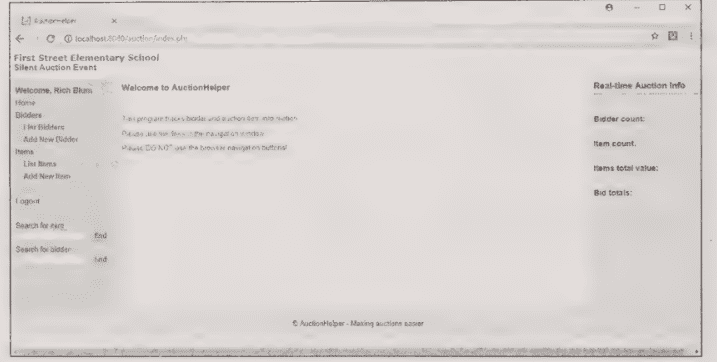 AuctionHelper
localhost:8080/auction/index.php
First Street Elementary School
Silent Auction Event
Welcome, Rich Blum
Home
Bidders
List Bidders
Add New Bidder
Items
List Items
Add New Item
Logout
Search for item
Find
Search for bidder
Find
Welcome to AuctionHelper
This program tracks bidder and auction item information
Please use the links in the navigation window
Please "DO NOT" use the browser navigation buttons!
Real-time Auction Info
Bidder count:
Item count:
Items total value:
Bid totals:
© AuctionHelper - Making auctions easier